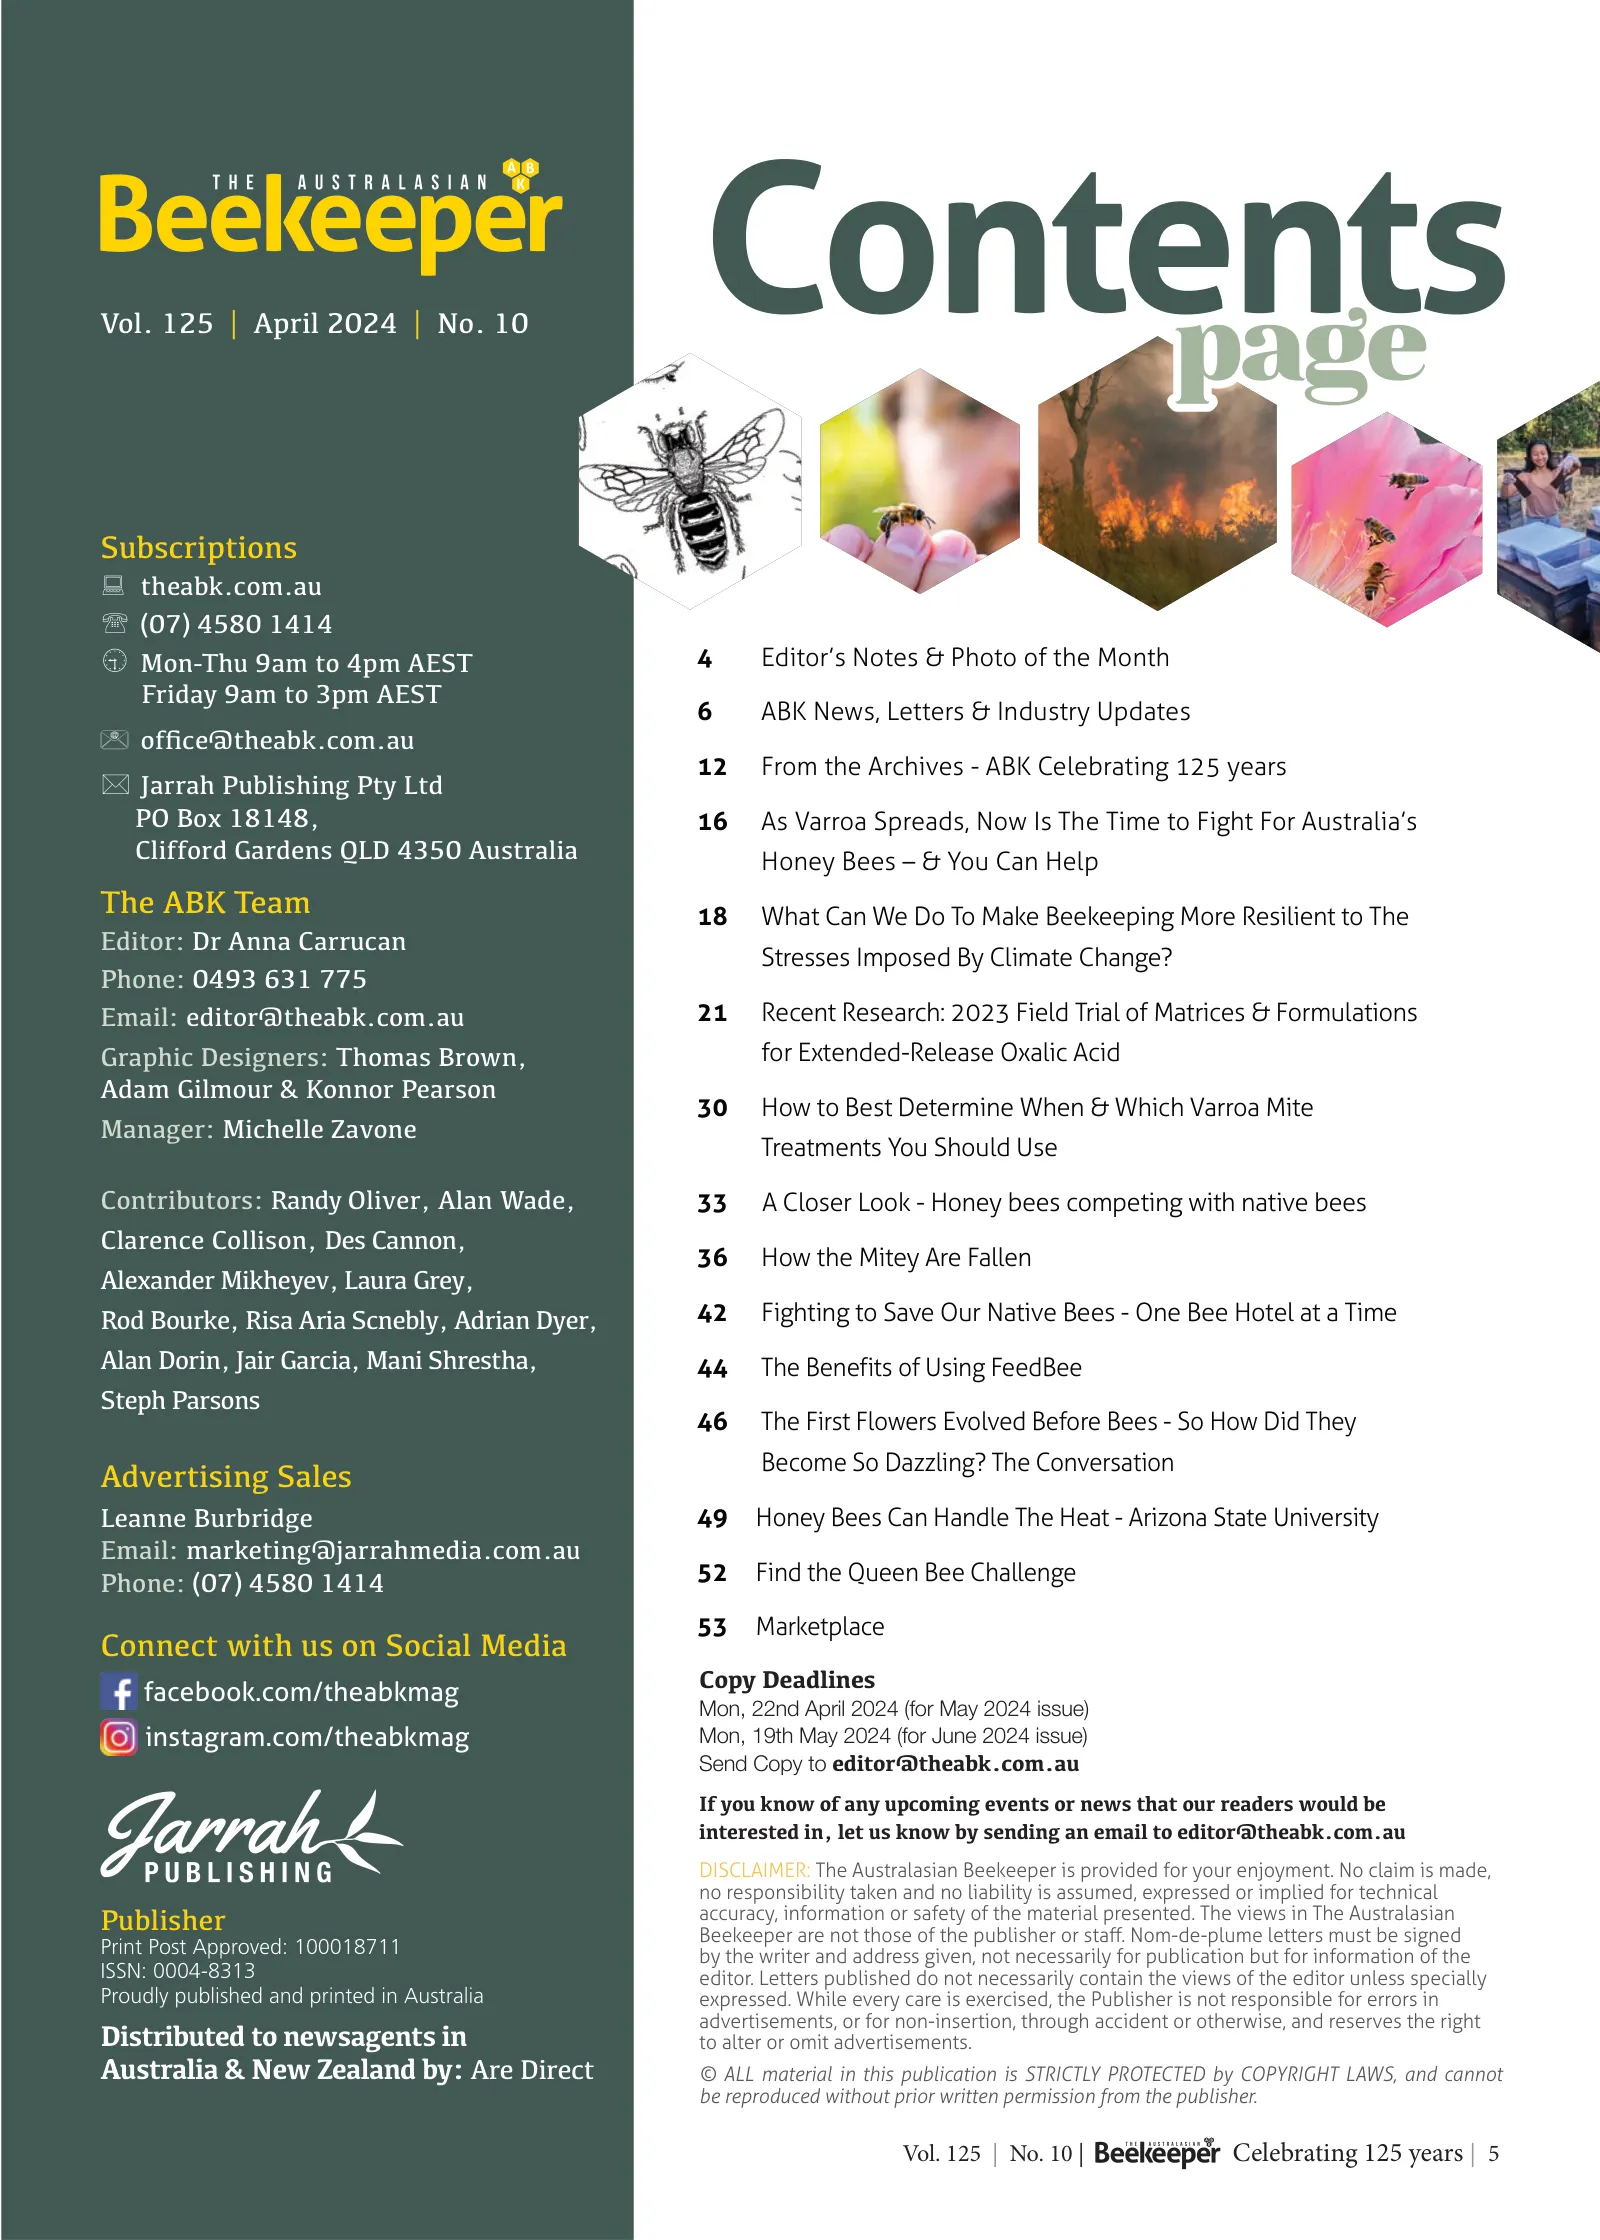 THE AUSTRALASIAN
ABK
Beekeeper
Vol. 125 | April 2024 | No. 10
Subscriptions
theabk.com.au
(07) 4580 1414
Mon-Thu 9am to 4pm AEST
Friday 9am to 3pm AEST
office@theabk.com.au
Jarrah Publishing Pty Ltd
PO Box 18148,
Clifford Gardens QLD 4350 Australia
The ABK Team
Editor: Dr Anna Carrucan
Phone: 0493 631 775
Email: editor@theabk.com.au
Graphic Designers: Thomas Brown,
Adam Gilmour & Konnor Pearson
Manager: Michelle Zavone
Contributors: Randy Oliver, Alan Wade,
Clarence Collison, Des Cannon,
Alexander Mikheyev, Laura Grey,
Rod Bourke, Risa Aria Scnebly, Adrian Dyer,
Alan Dorin, Jair Garcia, Mani Shrestha,
Steph Parsons
Advertising Sales
Leanne Burbridge
Email: marketing@jarrahmedia.com.au
Phone: (07) 4580 1414
Connect with us on Social Media
facebook.com/theabkmag
instagram.com/theabkmag
Jarrah
PUBLISHING
Publisher
Print Post Approved: 100018711
ISSN: 0004-8313
Proudly published and printed in Australia
Distributed to newsagents in
Australia & New Zealand by: Are Direct
Contents
page
4 Editor's Notes & Photo of the Month
6 ABK News, Letters & Industry Updates
12 From the Archives - ABK Celebrating 125 years
16 As Varroa Spreads, Now Is The Time to Fight For Australia's
Honey Bees – & You Can Help
18 What Can We Do To Make Beekeeping More Resilient to The
Stresses Imposed By Climate Change?
21 Recent Research: 2023 Field Trial of Matrices & Formulations
for Extended-Release Oxalic Acid
30 How to Best Determine When & Which Varroa Mite
Treatments You Should Use
33 A Closer Look - Honey bees competing with native bees
36 How the Mitey Are Fallen
42 Fighting to Save Our Native Bees - One Bee Hotel at a Time
44 The Benefits of Using FeedBee
46 The First Flowers Evolved Before Bees - So How Did They
Become So Dazzling? The Conversation
49 Honey Bees Can Handle The Heat - Arizona State University
52 Find the Queen Bee Challenge
53 Marketplace
Copy Deadlines
Mon, 22nd April 2024 (for May 2024 issue)
Mon, 19th May 2024 (for June 2024 issue)
Send Copy to editor@theabk.com.au
If you know of any upcoming events or news that our readers would be
interested in, let us know by sending an email to editor@theabk.com.au
DISCLAIMER: The Australasian Beekeeper is provided for your enjoyment. No claim is made,
no responsibility taken and no liability is assumed, expressed or implied for technical
accuracy, information or safety of the material presented. The views in The Australasian
Beekeeper are not those of the publisher or staff. Nom-de-plume letters must be signed
by the writer and address given, not necessarily for publication but for information of the
editor. Letters published do not necessarily contain the views of the editor unless specially
expressed. While every care is exercised, the Publisher is not responsible for errors in
advertisements, or for non-insertion, through accident or otherwise, and reserves the right
to alter or omit advertisements.
© ALL material in this publication is STRICTLY PROTECTED by COPYRIGHT LAWS, and cannot
be reproduced without prior written permission from the publisher.
Vol. 125 | No. 10 | THE AUSTRALASIAN Beekeeper Celebrating 125 years | 5